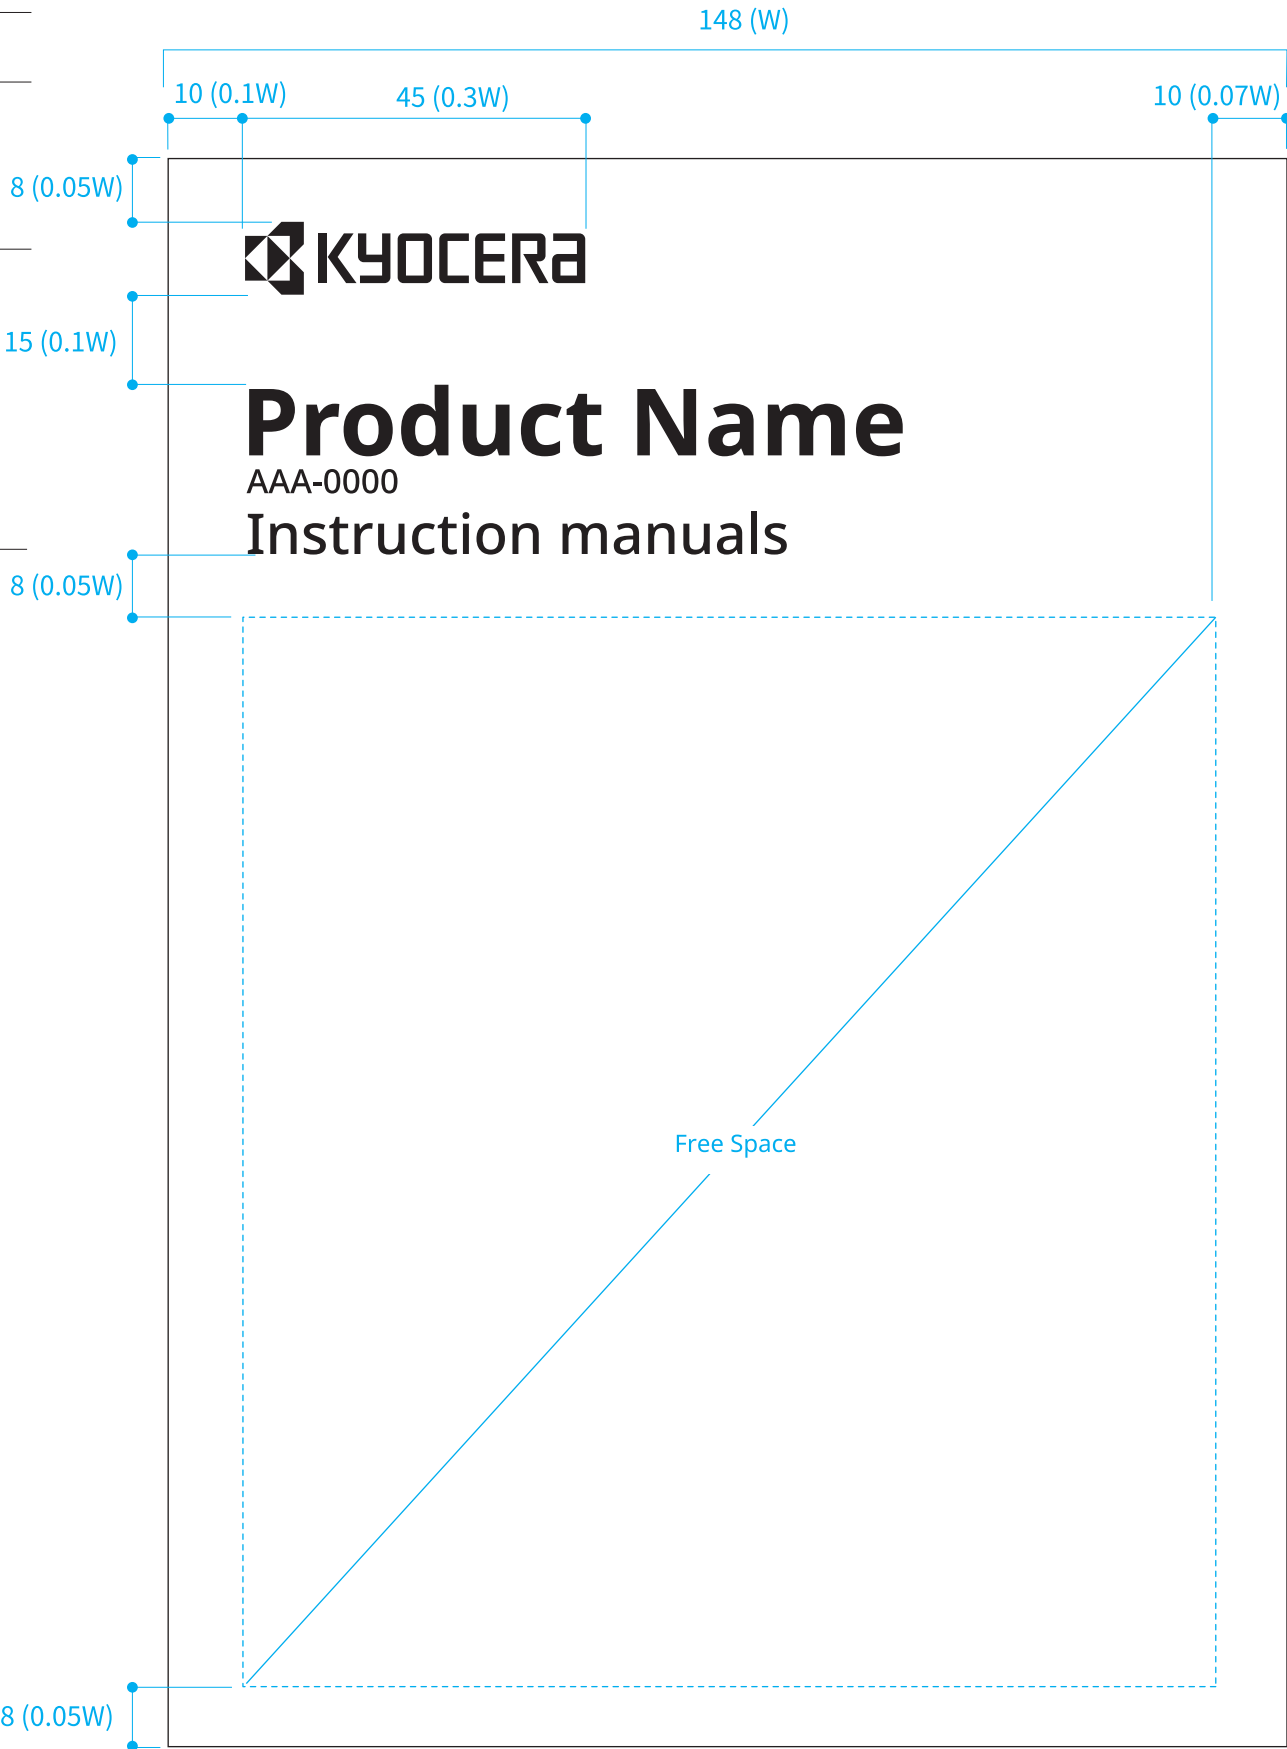 148 (W)
10 (0.1W)
45 (0.3W)
10 (0.07W)
8 (0.05W)
KYOCERA
15 (0.1W)
Product Name
AAA-0000
Instruction manuals
8 (0.05W)
Free Space
8 (0.05W)